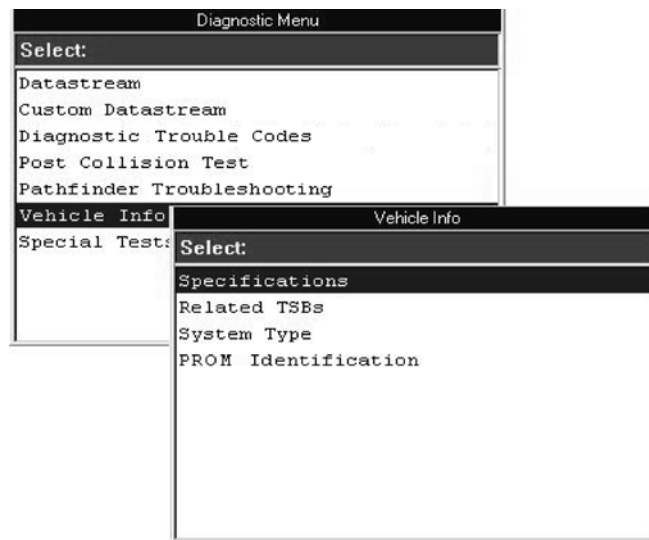 Diagnostic Menu
Select:
Datastream
Custom Datastream
Diagnostic Trouble Codes
Post Collision Test
Pathfinder Troubleshooting
Vehicle Info
Special Tests
Vehicle Info
Select:
Specifications
Related TSBs
System Type
PROM Identification